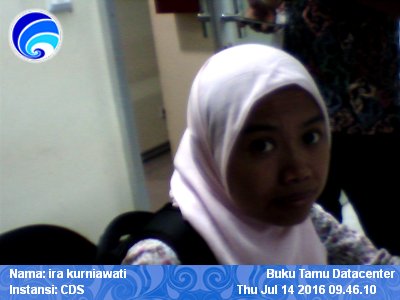 Nama: ira kurniawati
Buku Tamu Datacenter
Instansi: CDS
Thu Jul 14 2016 09.46.10